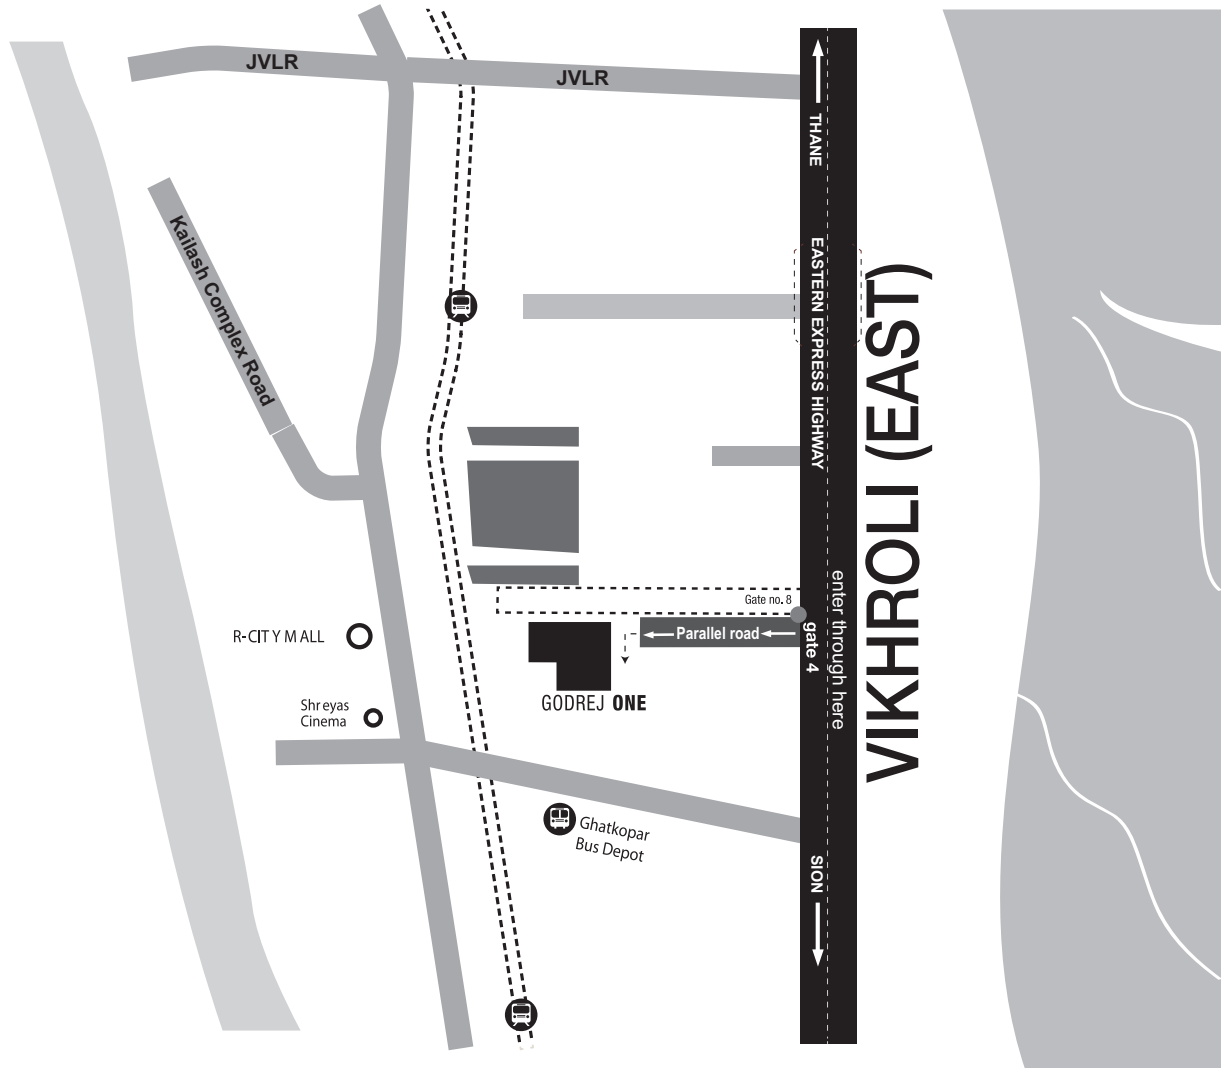 JVLR
JVLR
THANE
Kailash Complex Road
EASTERN EXPRESS HIGHWAY
VIKHROLI (EAST)
enter through here
Gate no. 8
Parallel road
gate 4
R-CITY MALL
GODREJ ONE
Shreyas
Cinema
Ghatkopar
Bus Depot
SION